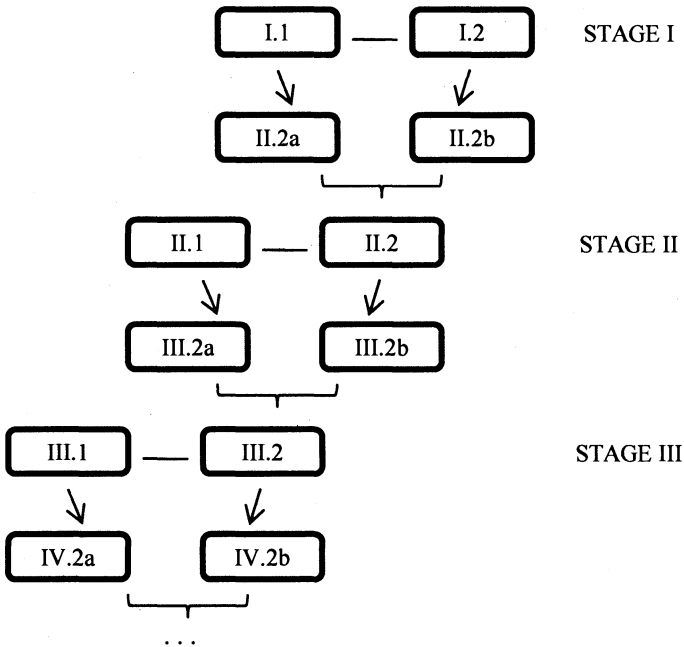 I.1 I.2 STAGE I
II.2a II.2b
II.1 II.2 STAGE II
III.2a III.2b
III.1 III.2 STAGE III
IV.2a IV.2b
...